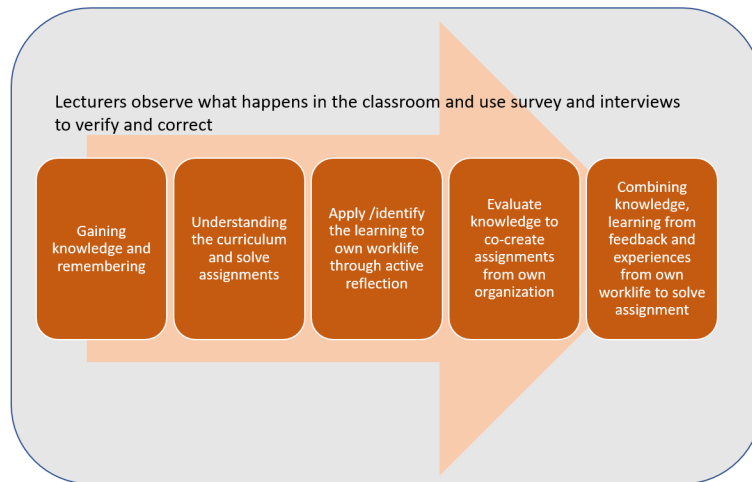 Lecturers observe what happens in the classroom and use survey and interviews
to verify and correct
Gaining
knowledge and
remembering
Understanding
the curriculum
and solve
assignments
Apply /identify
the learning to
own worklife
through active
reflection
Evaluate
knowledge to
co-create
assignments
from own
organization
Combining
knowledge,
learning from
feedback and
experiences
from own
worklife to solve
assignment